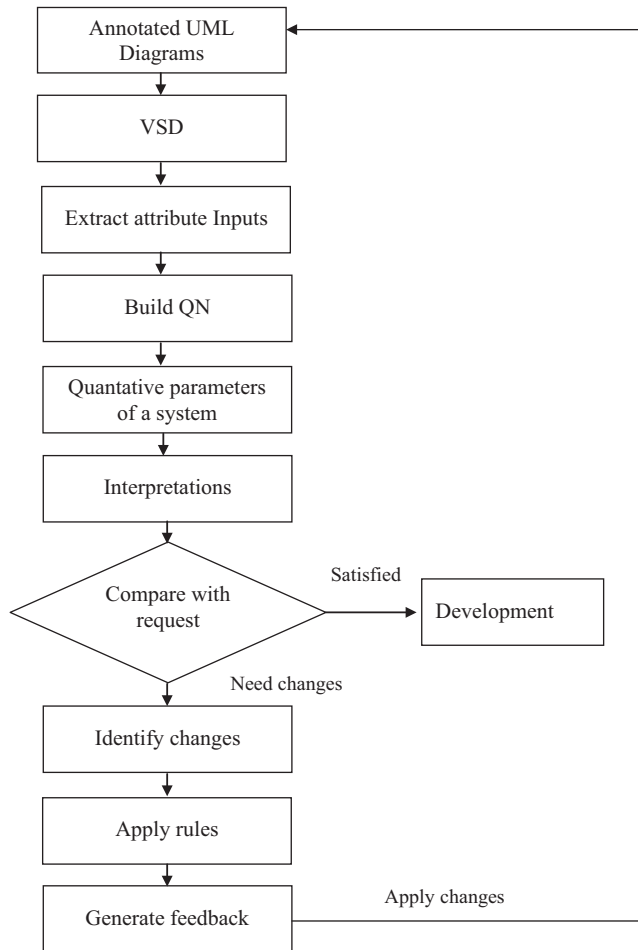 Annotated UML
Diagrams
VSD
Extract attribute Inputs
Build QN
Quantative parameters
of a system
Interpretations
Compare with
request
Satisfied
Development
Need changes
Identify changes
Apply rules
Generate feedback
Apply changes